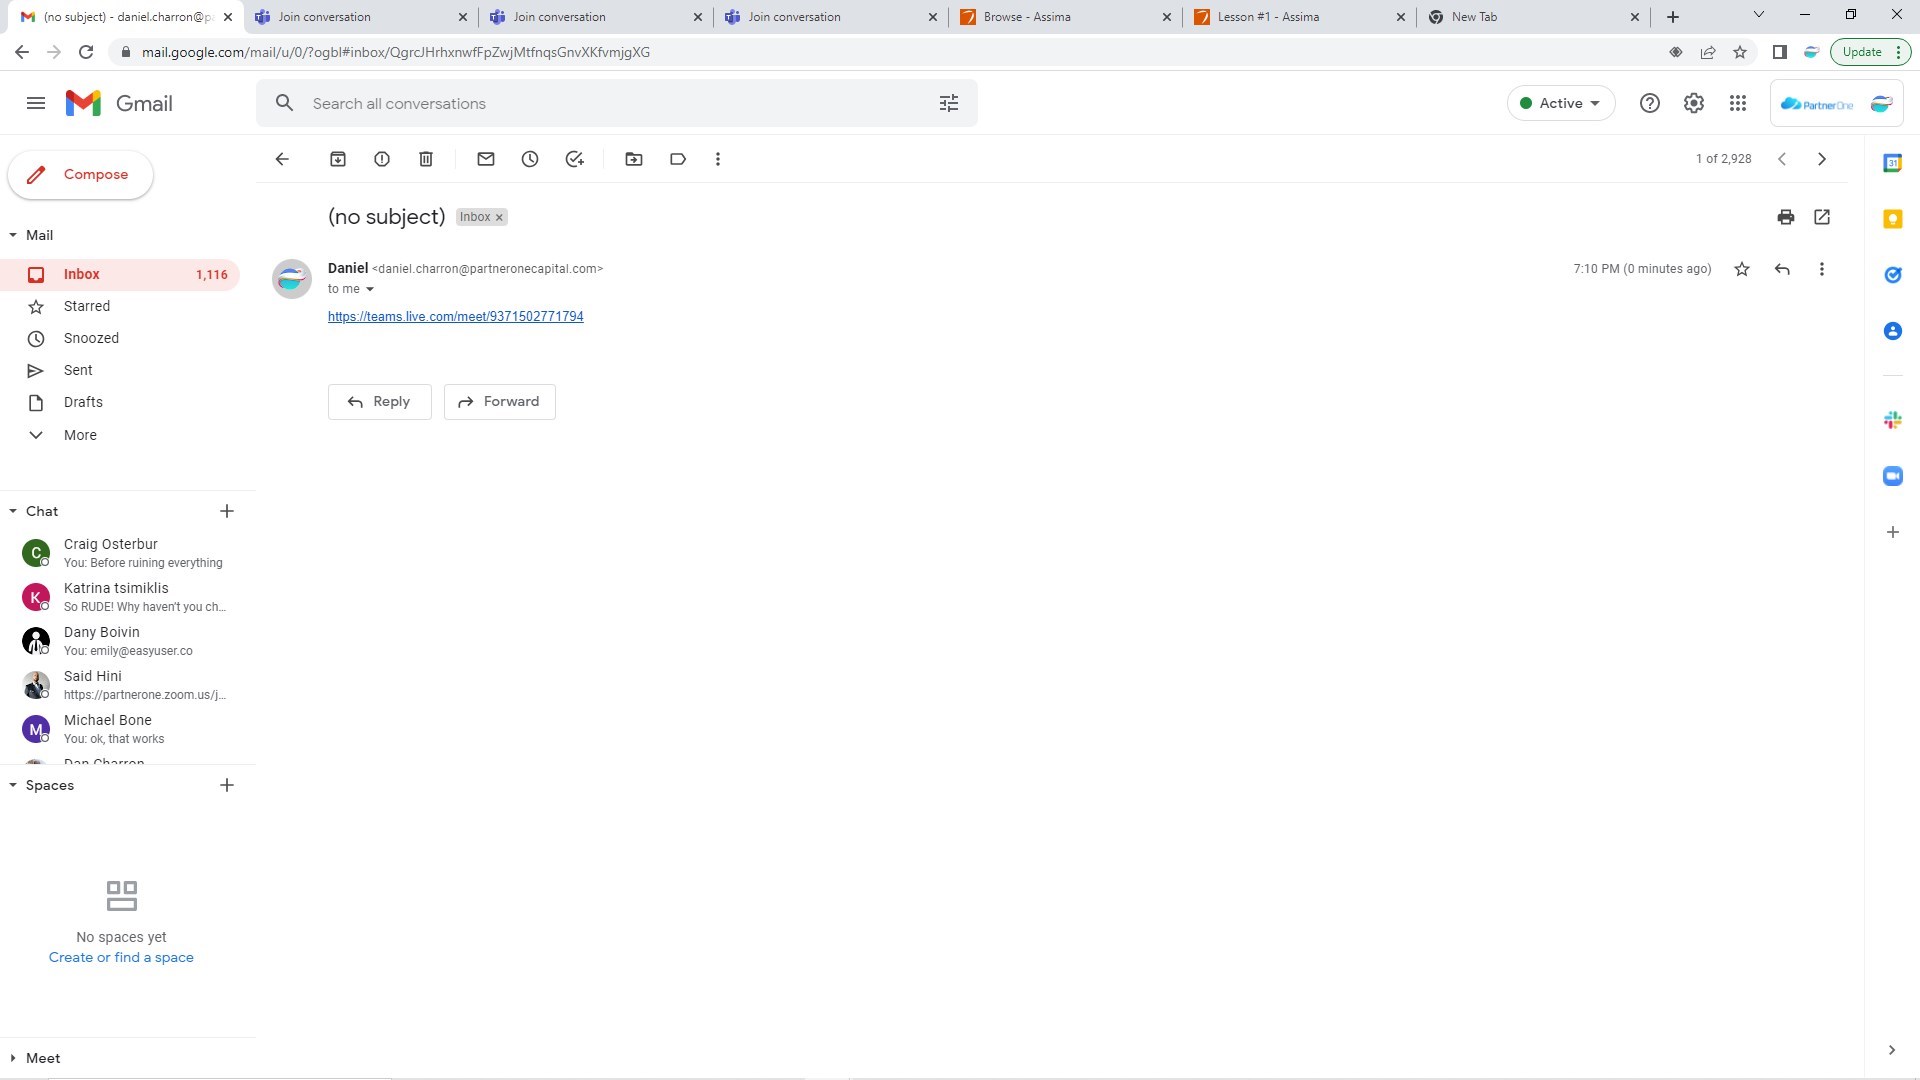 (no subject) - daniel.charron@pa
Join conversation
Join conversation
Join conversation
Browse - Assima
Lesson #1 - Assima
New Tab
mail.google.com/mail/u/0/?ogbl#inbox/QgrcJHrhxnwfFpZwjMtfnqsGnvXKfvmjgXG
Update
Gmail
Search all conversations
Active
PartnerOne
Compose
1 of 2,928
(no subject)
Inbox
Mail
Inbox
1,116
Starred
Snoozed
Sent
Drafts
More
Daniel <daniel.charron@partneronecapital.com>
7:10 PM (0 minutes ago)
to me
https://teams.live.com/meet/9371502771794
Reply
Forward
Chat
Craig Osterbur
You: Before ruining everything
Katrina tsimiklis
So RUDE! Why haven't you ch...
Dany Boivin
You: emily@easyuser.co
Said Hini
https://partnerone.zoom.us/j...
Michael Bone
You: ok, that works
Dan Charron
Spaces
No spaces yet
Create or find a space
Meet
31